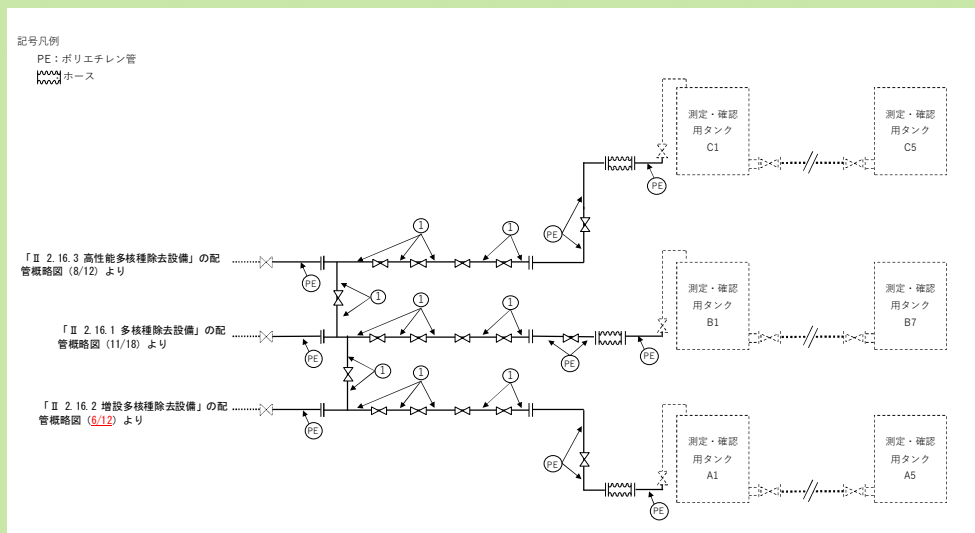 記号凡例
PE：ポリエチレン管
ホース
測定・確認
用タンク
C1
測定・確認
用タンク
C5
PE
PE
1
1
「Ⅱ 2.16.3 高性能多核種除去設備」の配
管概略図（8/12）より
PE
1
測定・確認
用タンク
B1
測定・確認
用タンク
B7
1
1
「Ⅱ 2.16.1 多核種除去設備」の配
管概略図（11/18）より
PE
PE
PE
1
1
1
「Ⅱ 2.16.2 増設多核種除去設備」の配
管概略図（6/12）より
PE
測定・確認
用タンク
A1
測定・確認
用タンク
A5
PE
PE